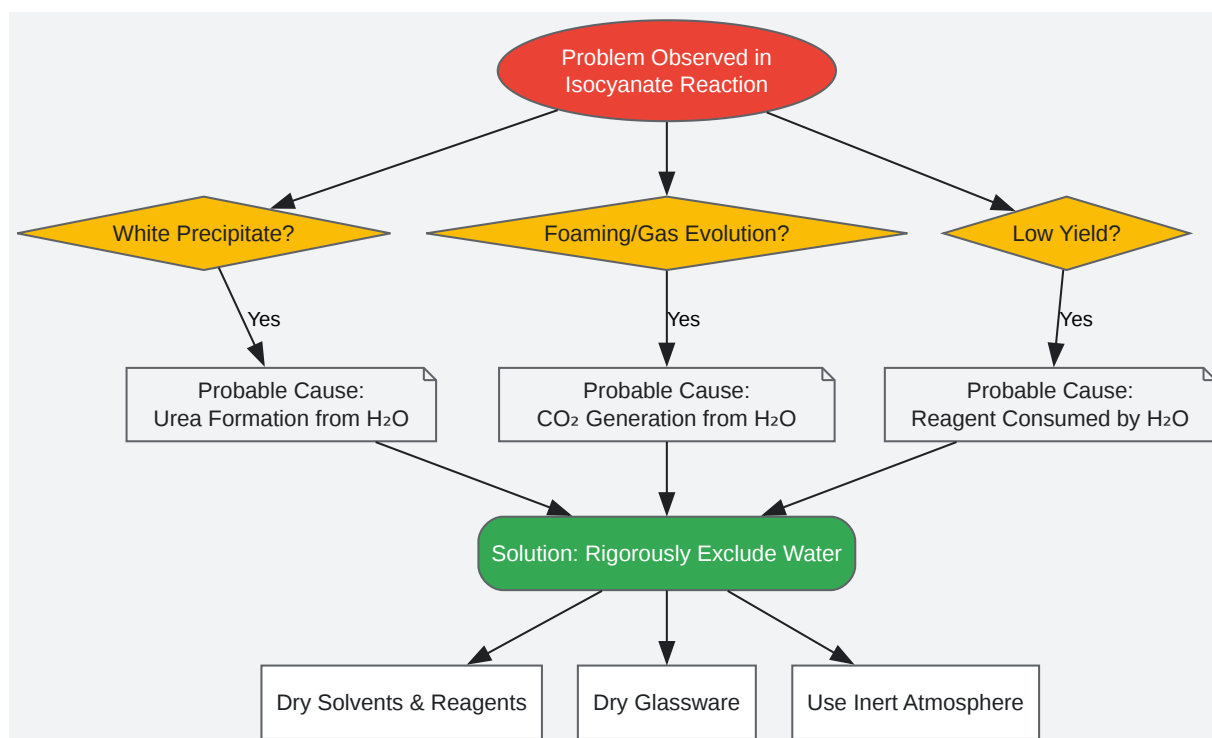 Problem Observed in
Isocyanate Reaction
White Precipitate?
Foaming/Gas Evolution?
Low Yield?
Yes
Yes
Yes
Probable Cause:
Urea Formation from H₂O
Probable Cause:
CO₂ Generation from H₂O
Probable Cause:
Reagent Consumed by H₂O
Solution: Rigorously Exclude Water
Dry Solvents & Reagents
Dry Glassware
Use Inert Atmosphere